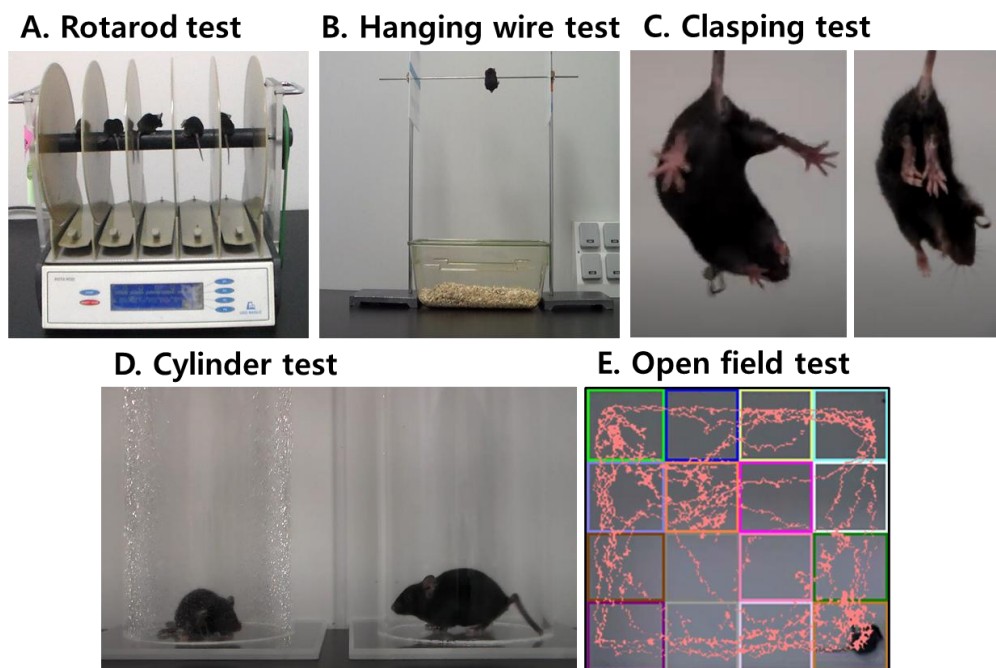 A. Rotarod test
B. Hanging wire test
C. Clasping test
D. Cylinder test
E. Open field test